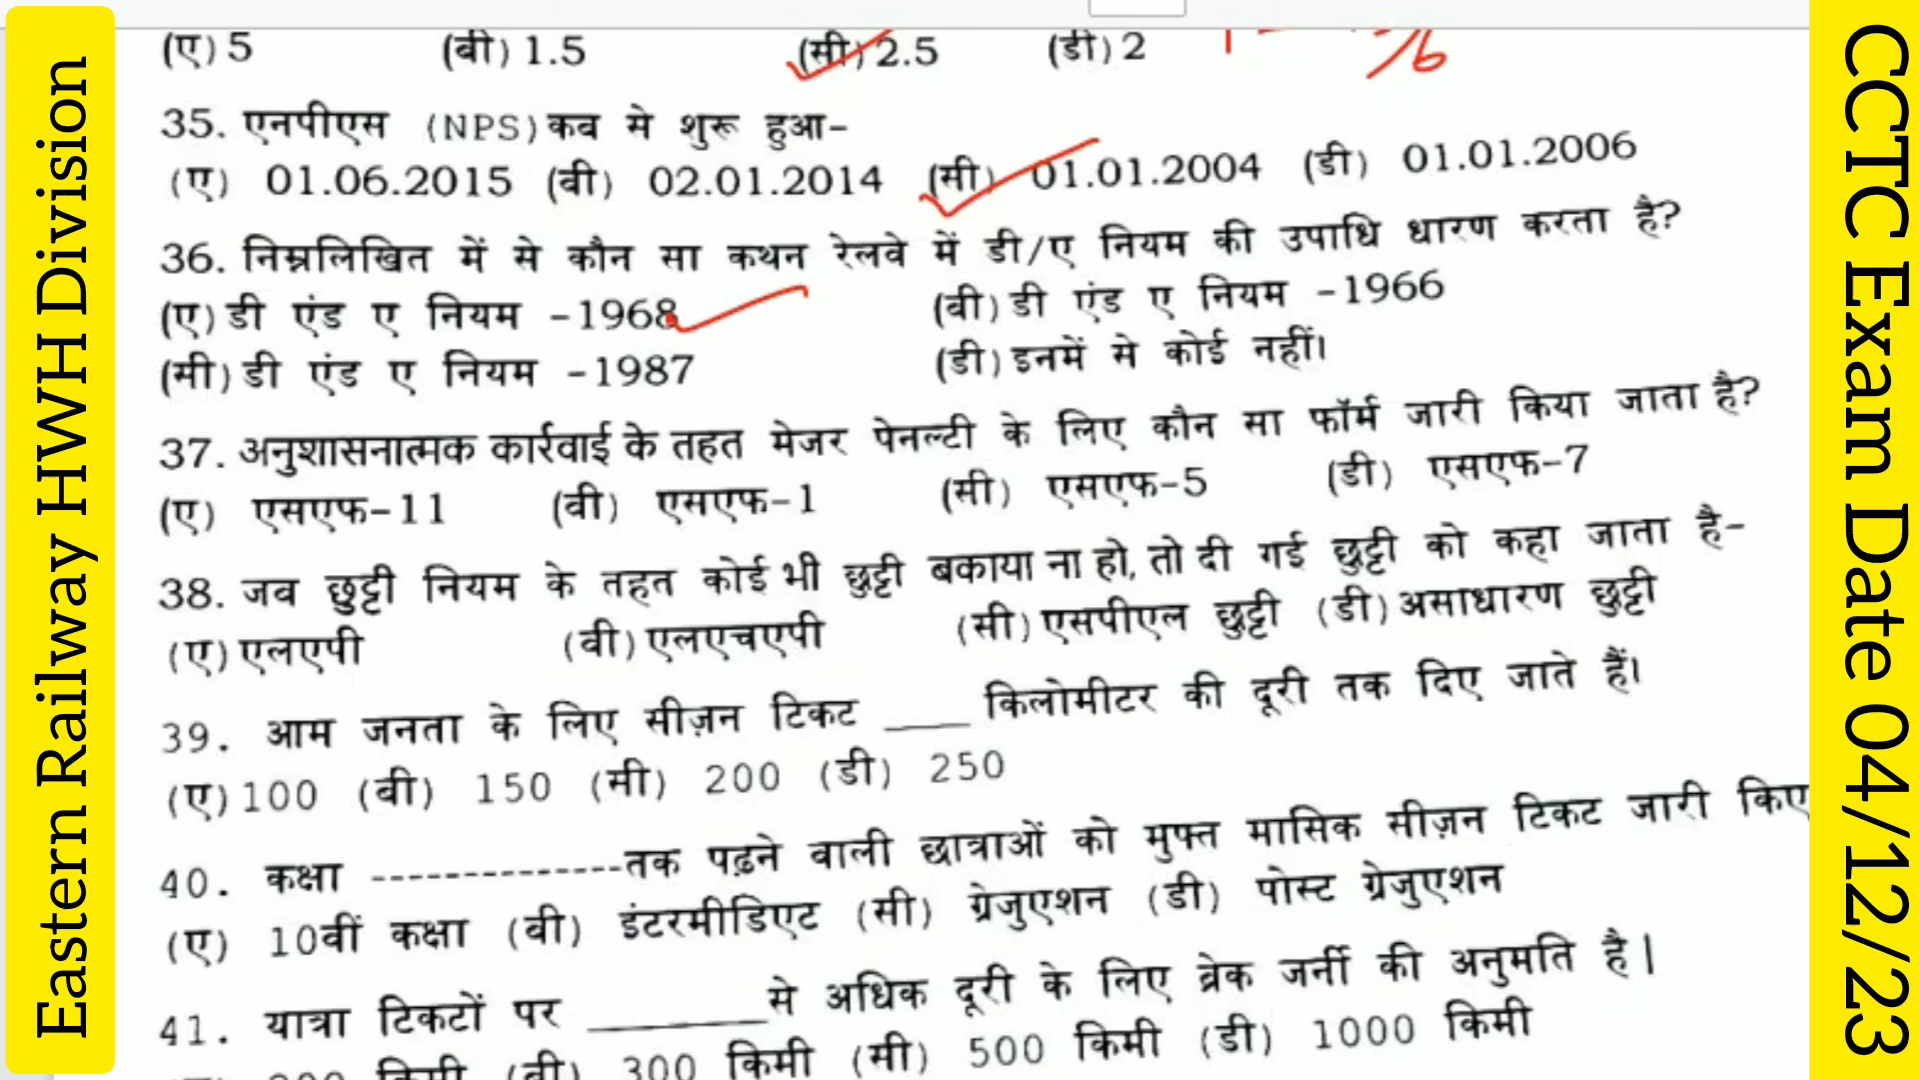 Eastern Railway HWH Division
(ए) 5 (बी) 1.5 (सी) 2.5 (डी) 2
35. एनपीएस (NPS) कब से शुरू हुआ-
(ए) 01.06.2015 (बी) 02.01.2014 (सी) 01.01.2004 (डी) 01.01.2006
36. निम्नलिखित में से कौन सा कथन रेलवे में डी/ए नियम की उपाधि धारण करता है?
(ए) डी एंड ए नियम -1968 (बी) डी एंड ए नियम -1966
(सी) डी एंड ए नियम -1987 (डी) इनमें से कोई नहीं।
37. अनुशासनात्मक कार्रवाई के तहत मेजर पेनल्टी के लिए कौन सा फॉर्म जारी किया जाता है?
(ए) एसएफ-11 (बी) एसएफ-1 (सी) एसएफ-5 (डी) एसएफ-7
38. जब छुट्टी नियम के तहत कोई भी छुट्टी बकाया ना हो, तो दी गई छुट्टी को कहा जाता है-
(ए) एलएपी (बी) एलएचएपी (सी) एसपीएल छुट्टी (डी) असाधारण छुट्टी
39. आम जनता के लिए सीज़न टिकट ____ किलोमीटर की दूरी तक दिए जाते हैं।
(ए) 100 (बी) 150 (सी) 200 (डी) 250
40. कक्षा --------------तक पढ़ने वाली छात्राओं को मुफ्त मासिक सीज़न टिकट जारी किए
(ए) 10वीं कक्षा (बी) इंटरमीडिएट (सी) ग्रेजुएशन (डी) पोस्ट ग्रेजुएशन
41. यात्रा टिकटों पर ________से अधिक दूरी के लिए ब्रेक जर्नी की अनुमति है|
किमी (बी) 300 किमी (सी) 500 किमी (डी) 1000 किमी
CCTC Exam Date 04/12/23